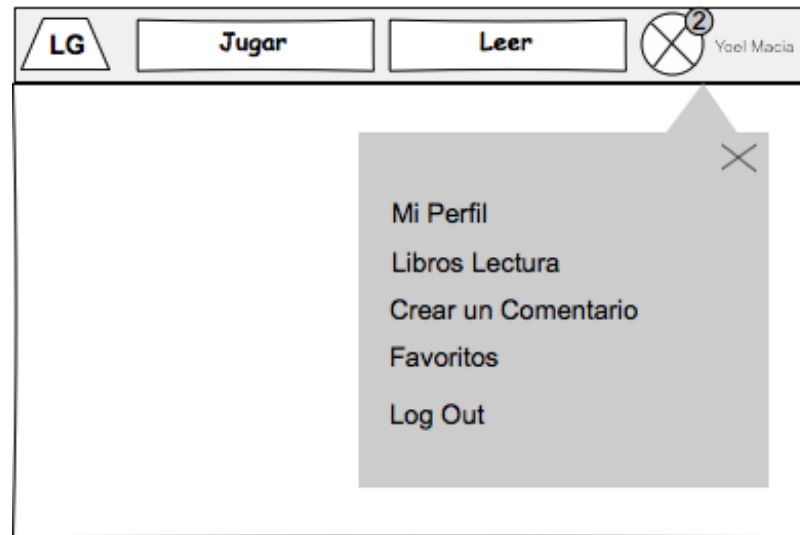 LG
Jugar
Leer
2
Yoel Macia
Mi Perfil
Libros Lectura
Crear un Comentario
Favoritos
Log Out